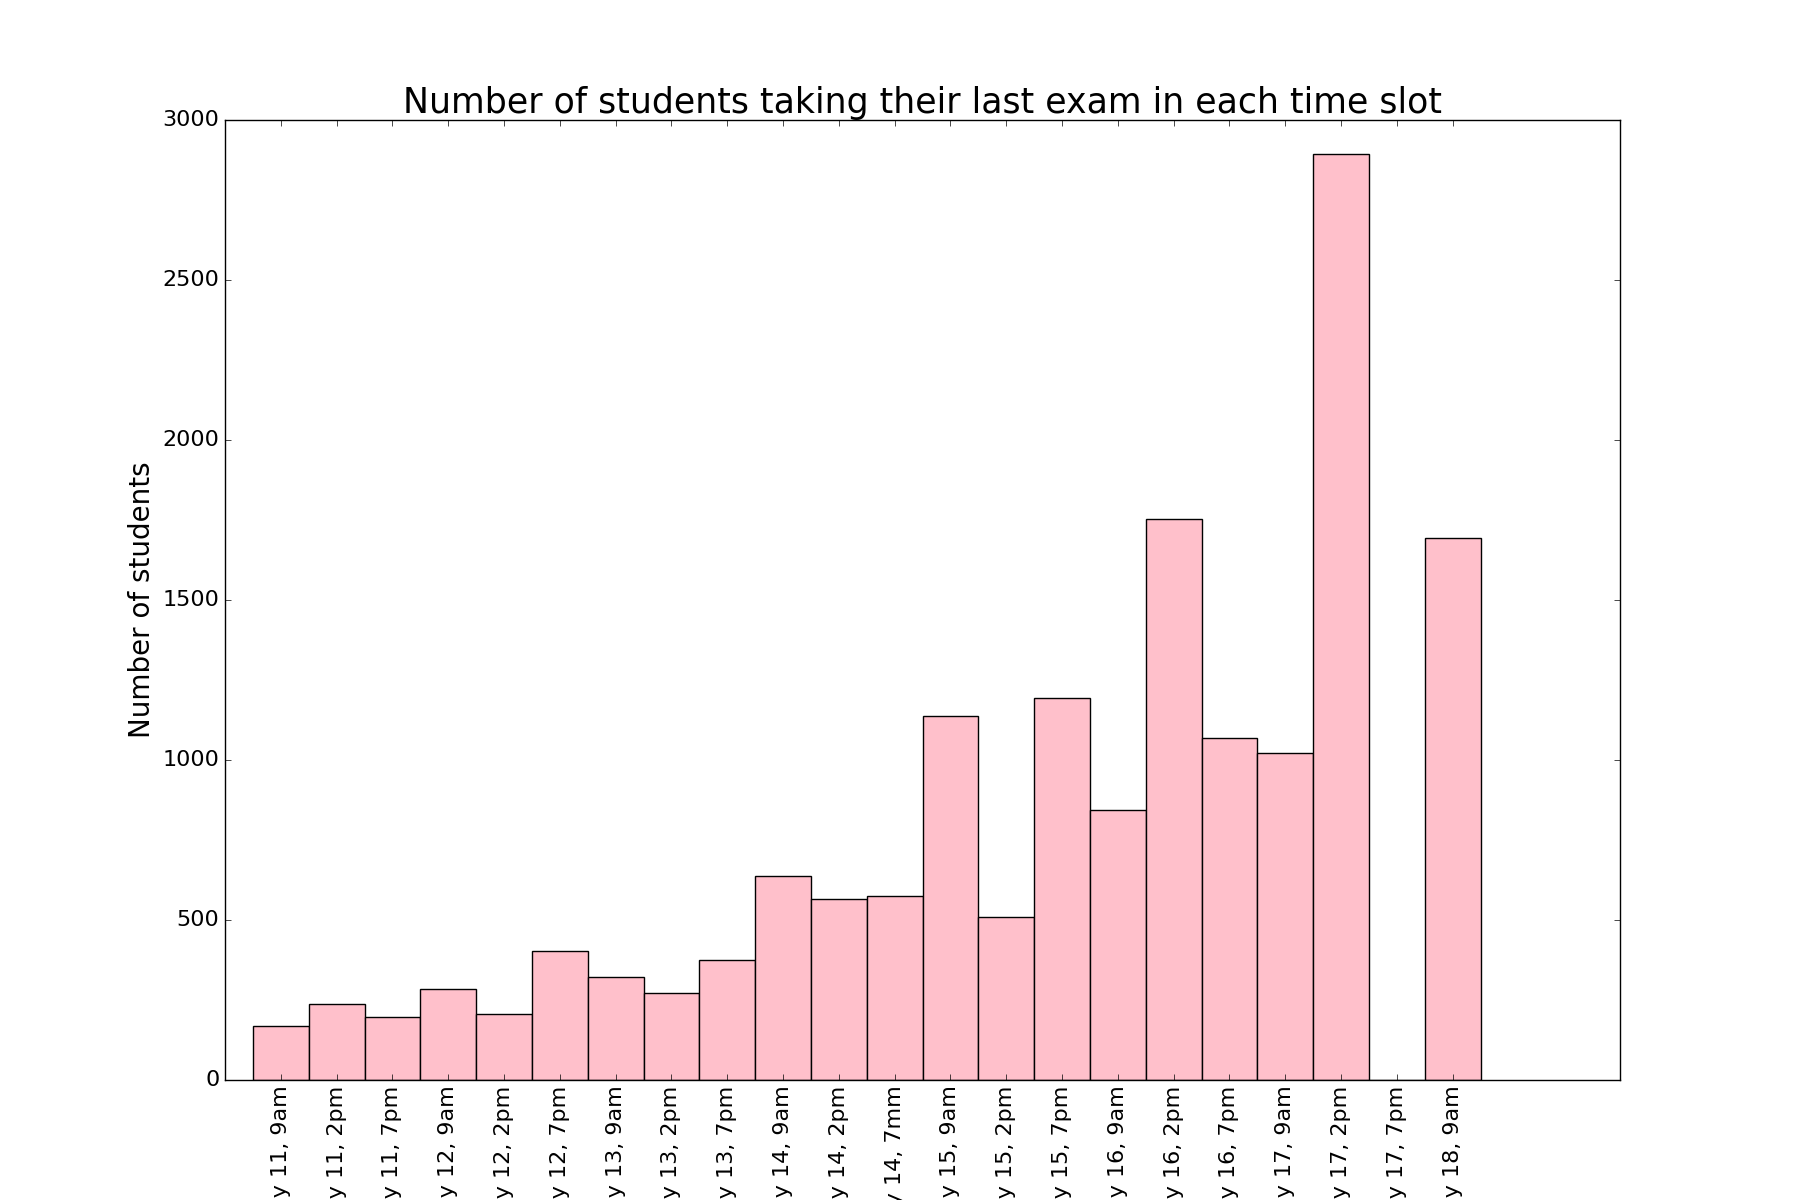 Number of students taking their last exam in each time slot
Number of students
3000
2500
2000
1500
1000
500
0
y 11, 9am
y 11, 2pm
y 11, 7pm
y 12, 9am
y 12, 2pm
y 12, 7pm
y 13, 9am
y 13, 2pm
y 13, 7pm
y 14, 9am
y 14, 2pm
y 14, 7mm
y 15, 9am
y 15, 2pm
y 15, 7pm
y 16, 9am
y 16, 2pm
y 16, 7pm
y 17, 9am
y 17, 2pm
y 17, 7pm
y 18, 9am